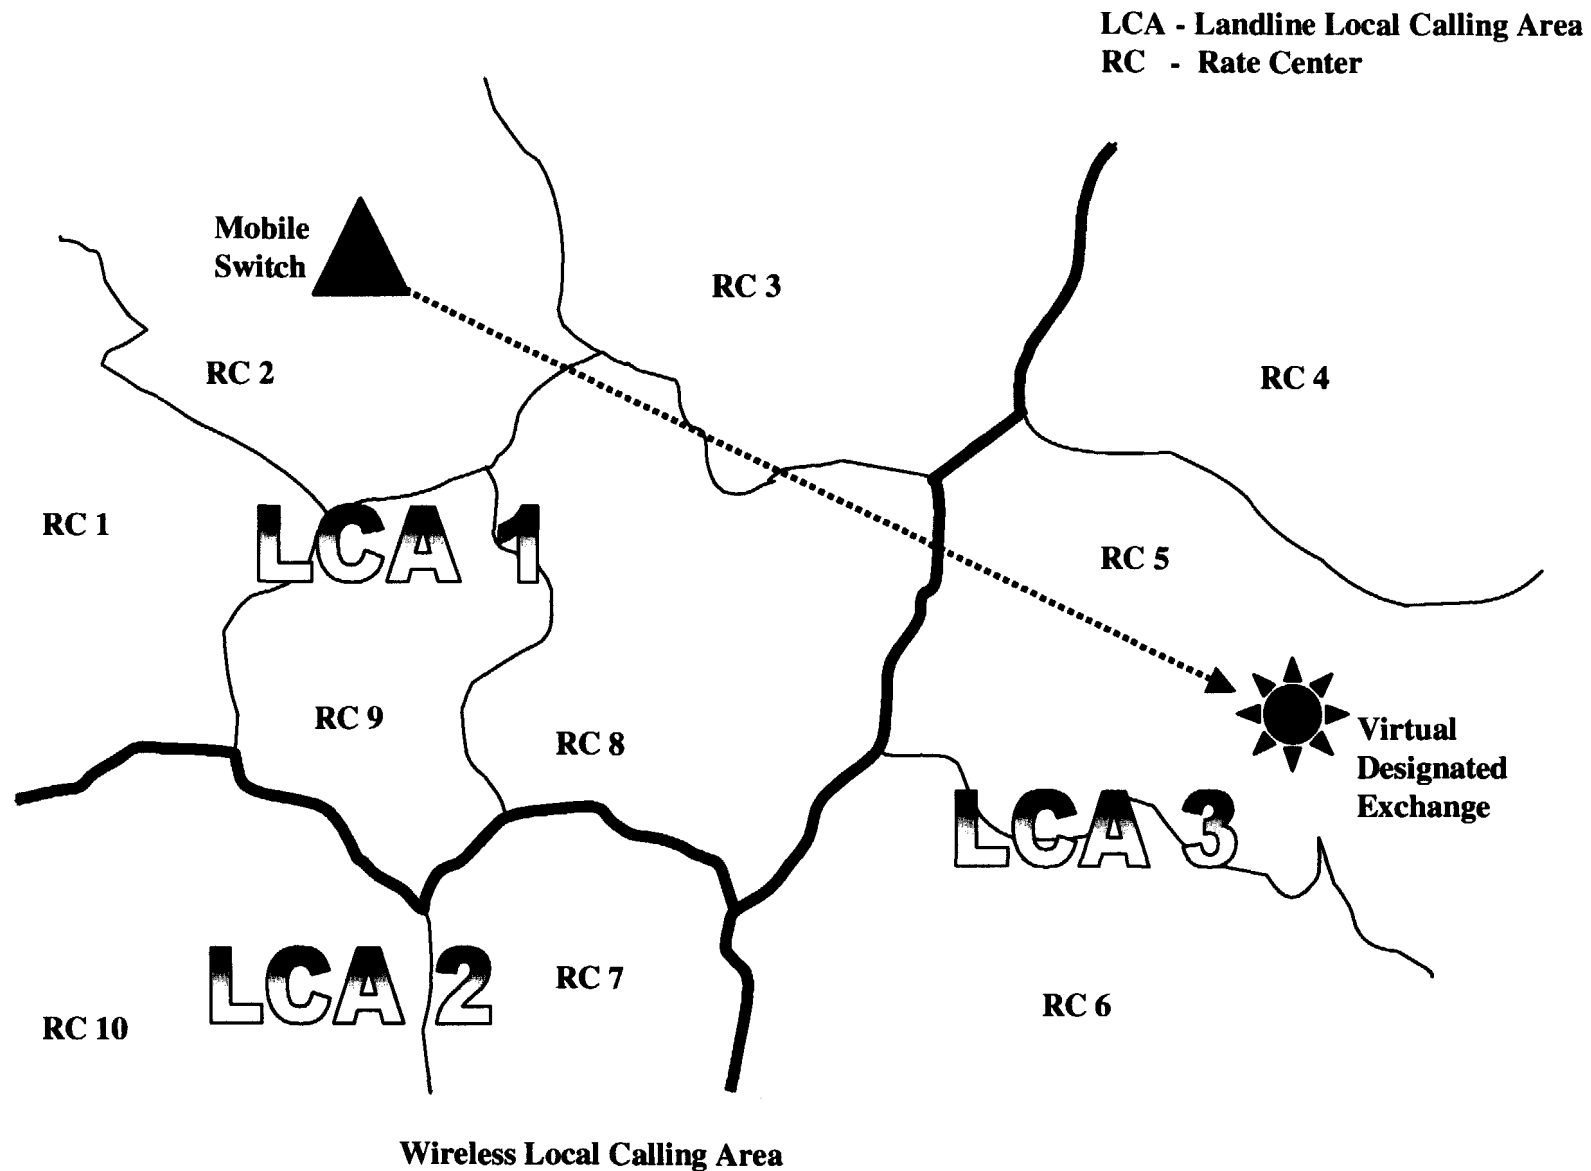 LCA - Landline Local Calling Area
RC - Rate Center
Mobile
Switch
RC 3
RC 2
RC 4
RC 1
LCA 1
RC 5
RC 9
RC 8
Virtual
Designated
Exchange
LCA 3
LCA 2
RC 7
RC 10
RC 6
Wireless Local Calling Area